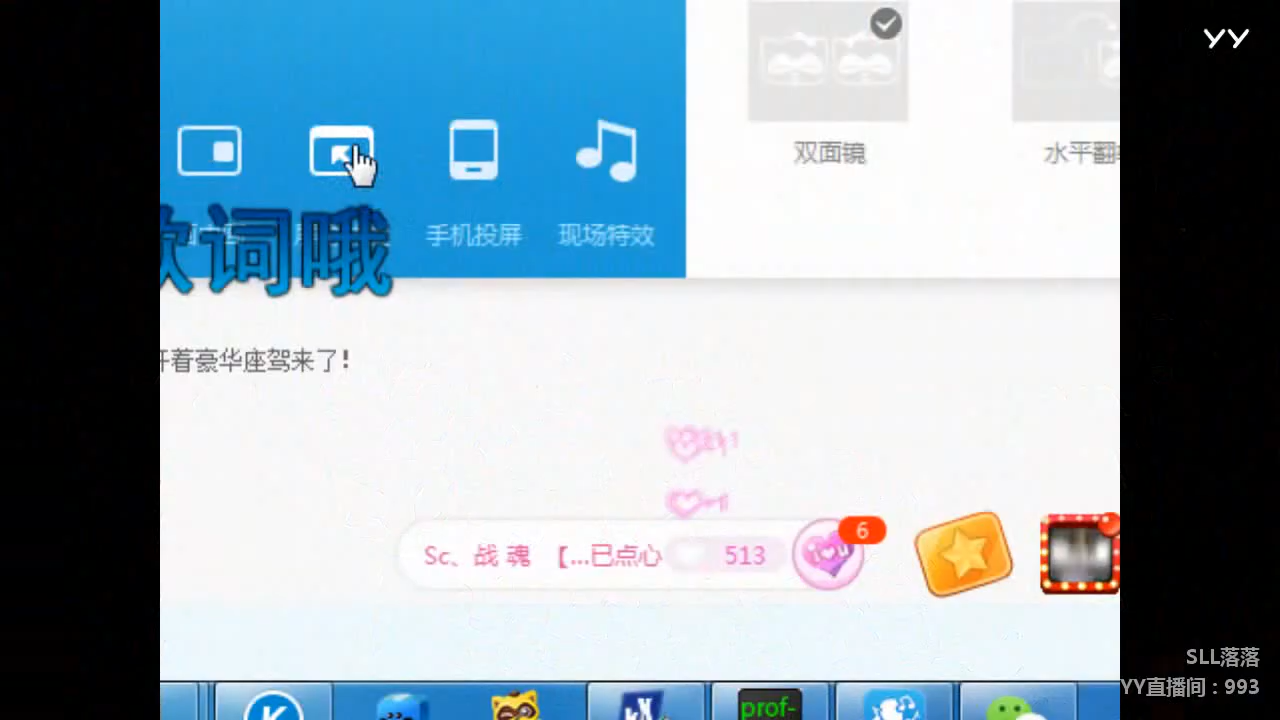 YY
双面镜
水平翻
手机投屏
现场特效
歌词哦
开着豪华座驾来了!
Sc、战 魂 【...已点心
513
6
i u
prof-
SLL落落
YY直播间：993